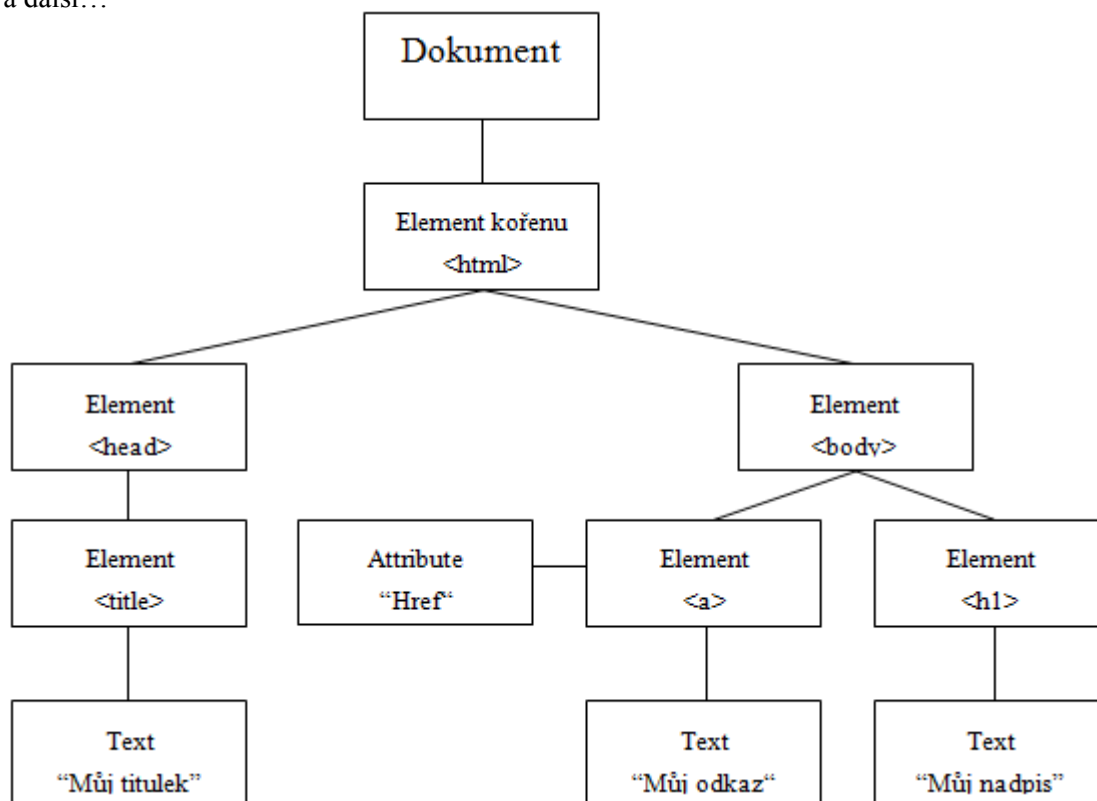 a další…
Dokument
Element kořenu
<html>
Element
<head>
Element
<body>
Element
<title>
Attribute
“Href“
Element
<a>
Element
<h1>
Text
“Můj titulek”
Text
“Můj odkaz“
Text
“Můj nadpis”